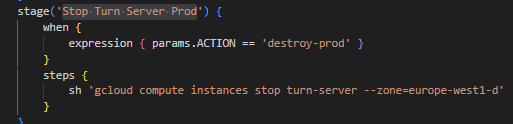 stage('Stop Turn-Server Prod') {
    when {
        expression { params.ACTION == 'destroy-prod' }
    }
    steps {
        sh 'gcloud compute instances stop turn-server --zone=europe-west1-d'
    }
}